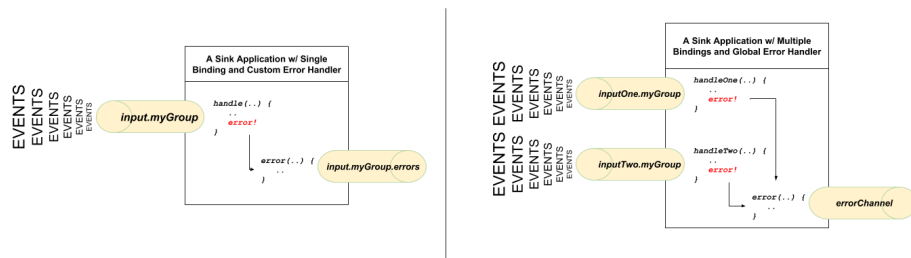 A Sink Application w/ Single
Binding and Custom Error Handler
EVENTS
EVENTS
EVENTS
EVENTS
EVENTS
EVENTS
input.myGroup
handle(..) {
..
error!
}
error(..) {
..
}
input.myGroup.errors
A Sink Application w/ Multiple
Bindings and Global Error Handler
EVENTS
EVENTS
EVENTS
EVENTS
EVENTS
EVENTS
inputOne.myGroup
handleOne(..) {
..
error!
}
EVENTS
EVENTS
EVENTS
EVENTS
EVENTS
EVENTS
inputTwo.myGroup
handleTwo(..) {
..
error!
}
error(..) {
..
}
errorChannel